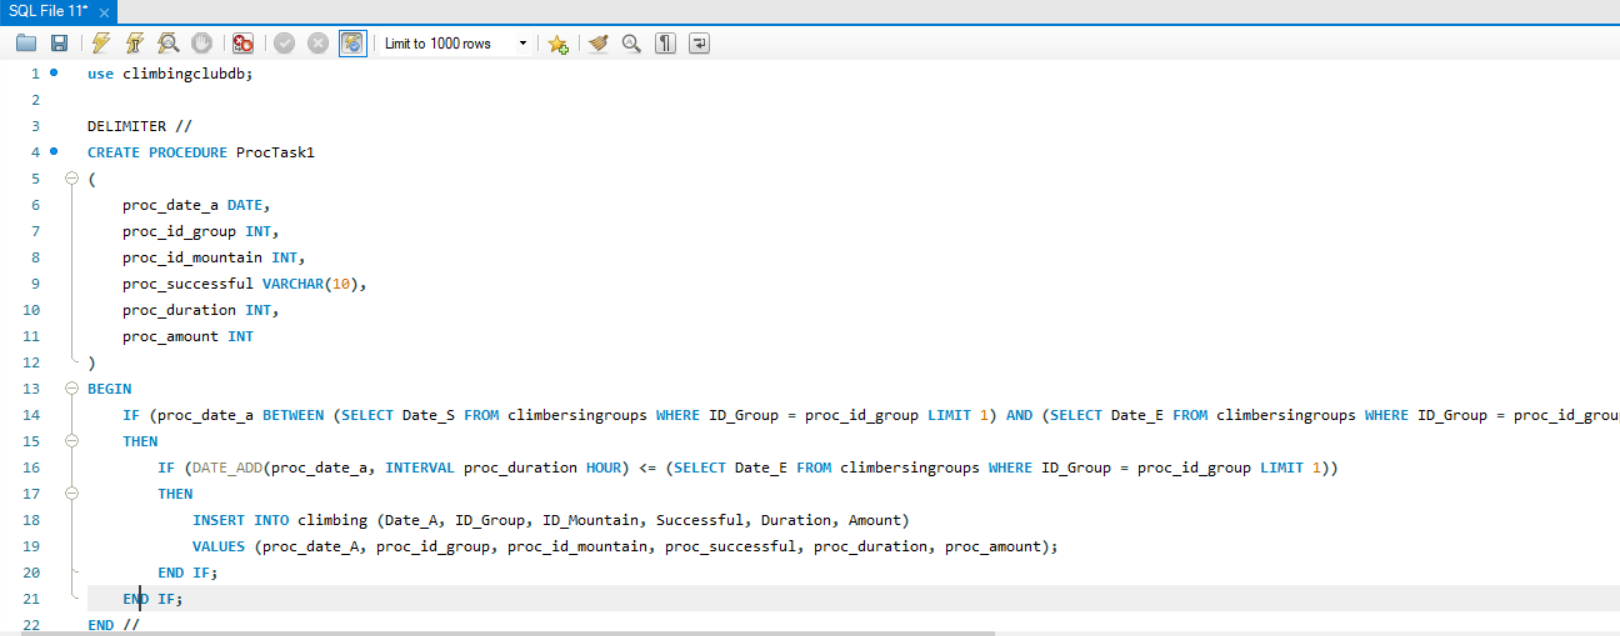 SQL File 11*
Limit to 1000 rows
1 use climbingclubdb;
2
3 DELIMITER //
4 CREATE PROCEDURE ProcTask1
5 (
6 proc_date_a DATE,
7 proc_id_group INT,
8 proc_id_mountain INT,
9 proc_successful VARCHAR(10),
10 proc_duration INT,
11 proc_amount INT
12 )
13 BEGIN
14 IF (proc_date_a BETWEEN (SELECT Date_S FROM climbersingroups WHERE ID_Group = proc_id_group LIMIT 1) AND (SELECT Date_E FROM climbersingroups WHERE ID_Group = proc_id_grou
15 THEN
16 IF (DATE_ADD(proc_date_a, INTERVAL proc_duration HOUR) <= (SELECT Date_E FROM climbersingroups WHERE ID_Group = proc_id_group LIMIT 1))
17 THEN
18 INSERT INTO climbing (Date_A, ID_Group, ID_Mountain, Successful, Duration, Amount)
19 VALUES (proc_date_A, proc_id_group, proc_id_mountain, proc_successful, proc_duration, proc_amount);
20 END IF;
21 END IF;
22 END //